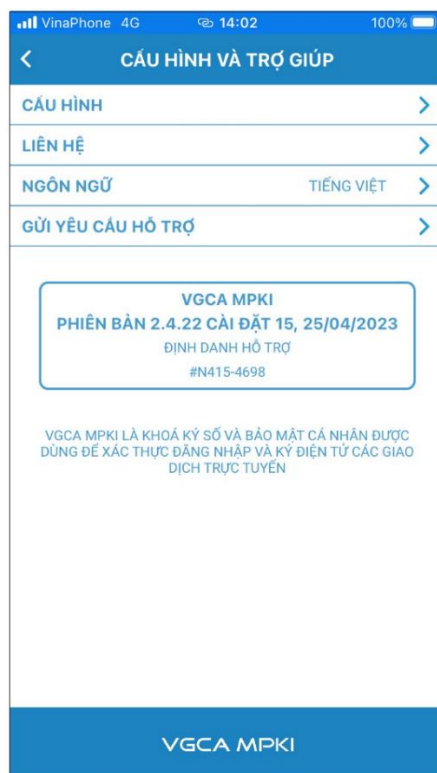 VinaPhone 4G 14:02 100%
CẤU HÌNH VÀ TRỢ GIÚP
CẤU HÌNH
LIÊN HỆ
NGÔN NGỮ TIẾNG VIỆT
GỬI YÊU CẦU HỖ TRỢ
VGCA MPKI
PHIÊN BẢN 2.4.22 CÀI ĐẶT 15, 25/04/2023
ĐỊNH DANH HỖ TRỢ
#N415-4698
VGCA MPKI LÀ KHOÁ KÝ SỐ VÀ BẢO MẬT CÁ NHÂN ĐƯỢC
DÙNG ĐỂ XÁC THỰC ĐĂNG NHẬP VÀ KÝ ĐIỆN TỬ CÁC GIAO
DỊCH TRỰC TUYẾN
VGCA MPKI